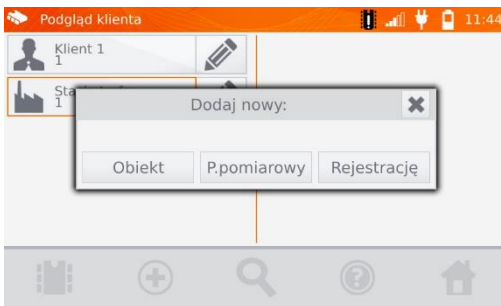 Podgląd klienta 11:44
Klient 1
1
1
Dodaj nowy:
Obiekt P.pomiarowy Rejestrację